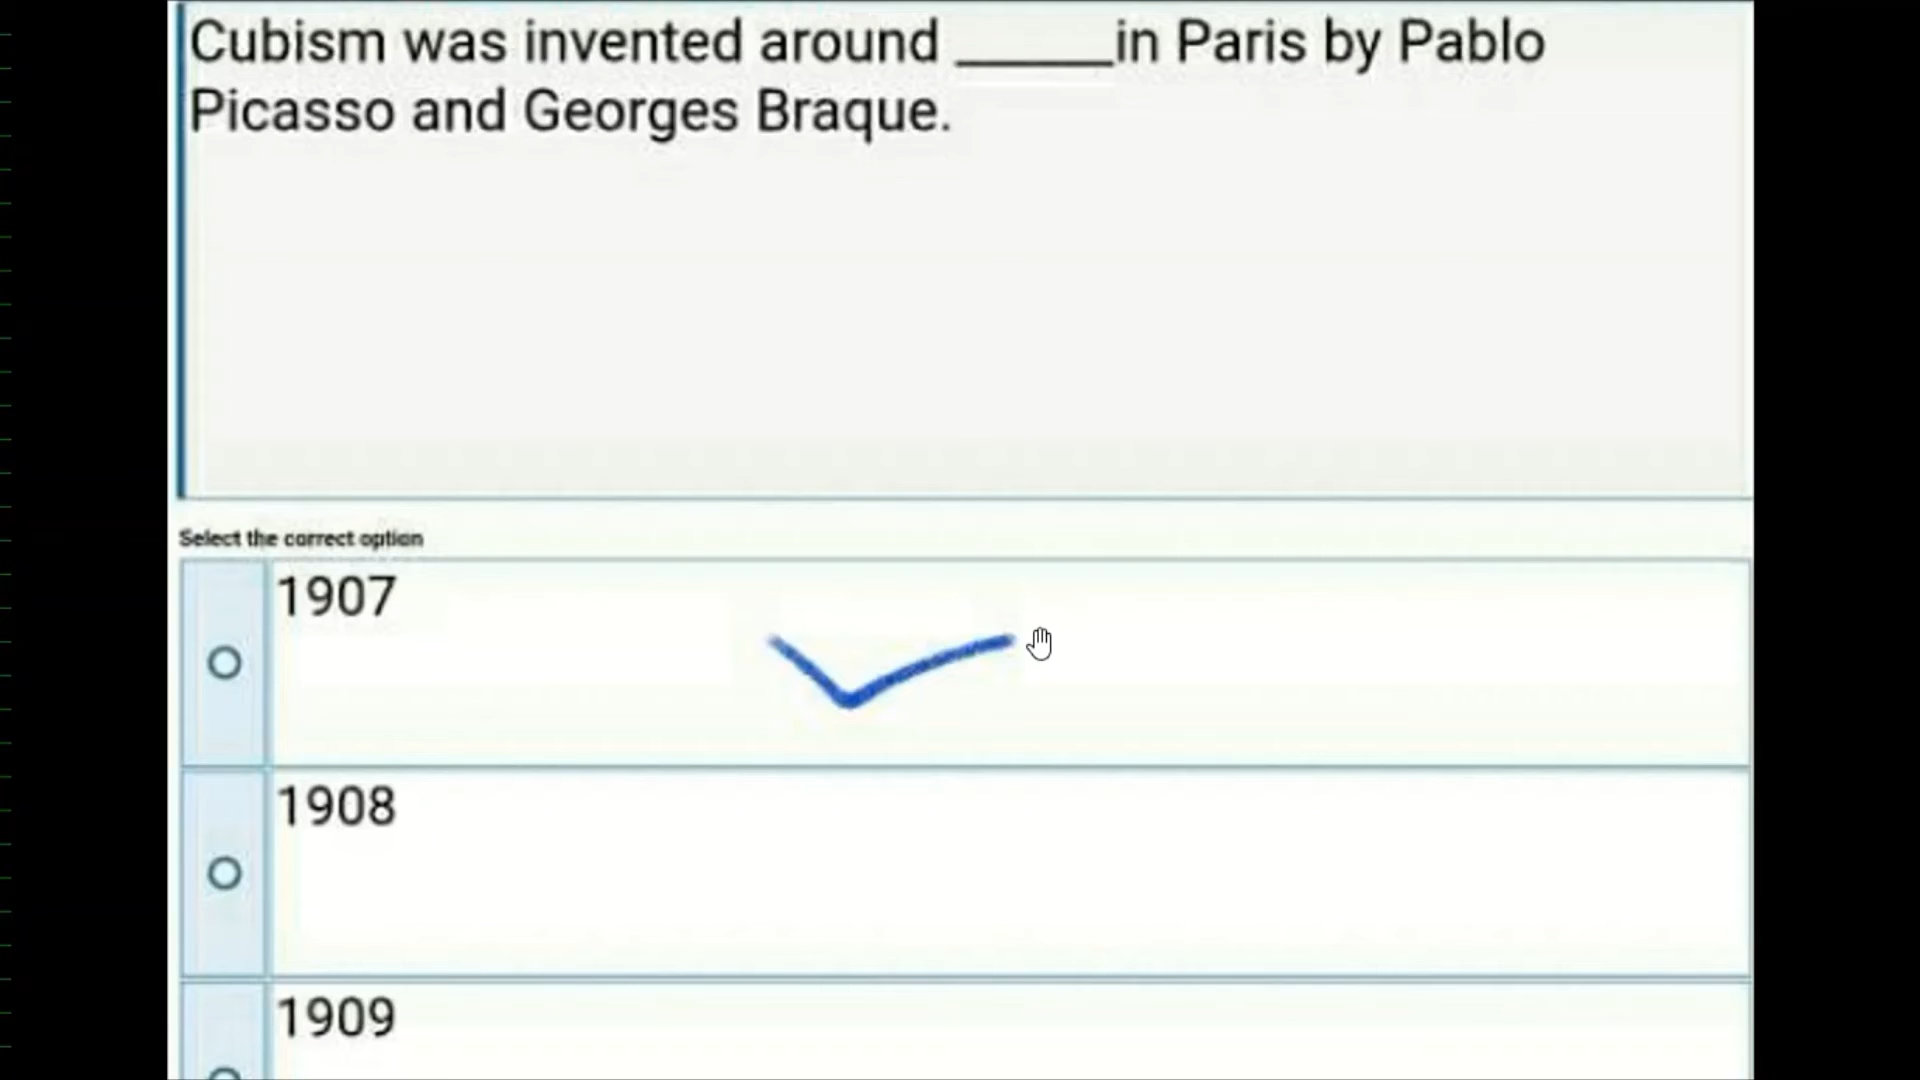 Cubism was invented around ______in Paris by Pablo
Picasso and Georges Braque.
Select the correct option
1907
1908
1909